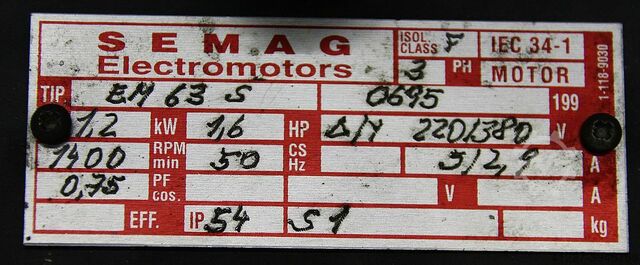 SEMAG ISOL. CLASS F IEC 34-1
Electromotors 3 PH MOTOR
TIP EM 63 S 0695 199
1,2 kW 1,6 HP Δ/Y 220/380 V
1400 RPM min 50 CS Hz 5/2,9 A
0,75 PF cos. V A
EFF. IP 54 S1 kg
1-118-9030